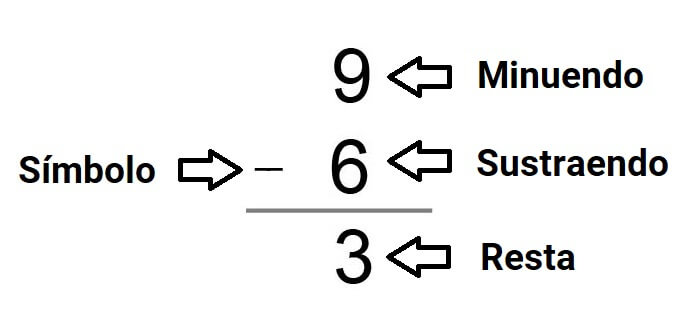 9 Minuendo
Símbolo − 6 Sustraendo
3 Resta